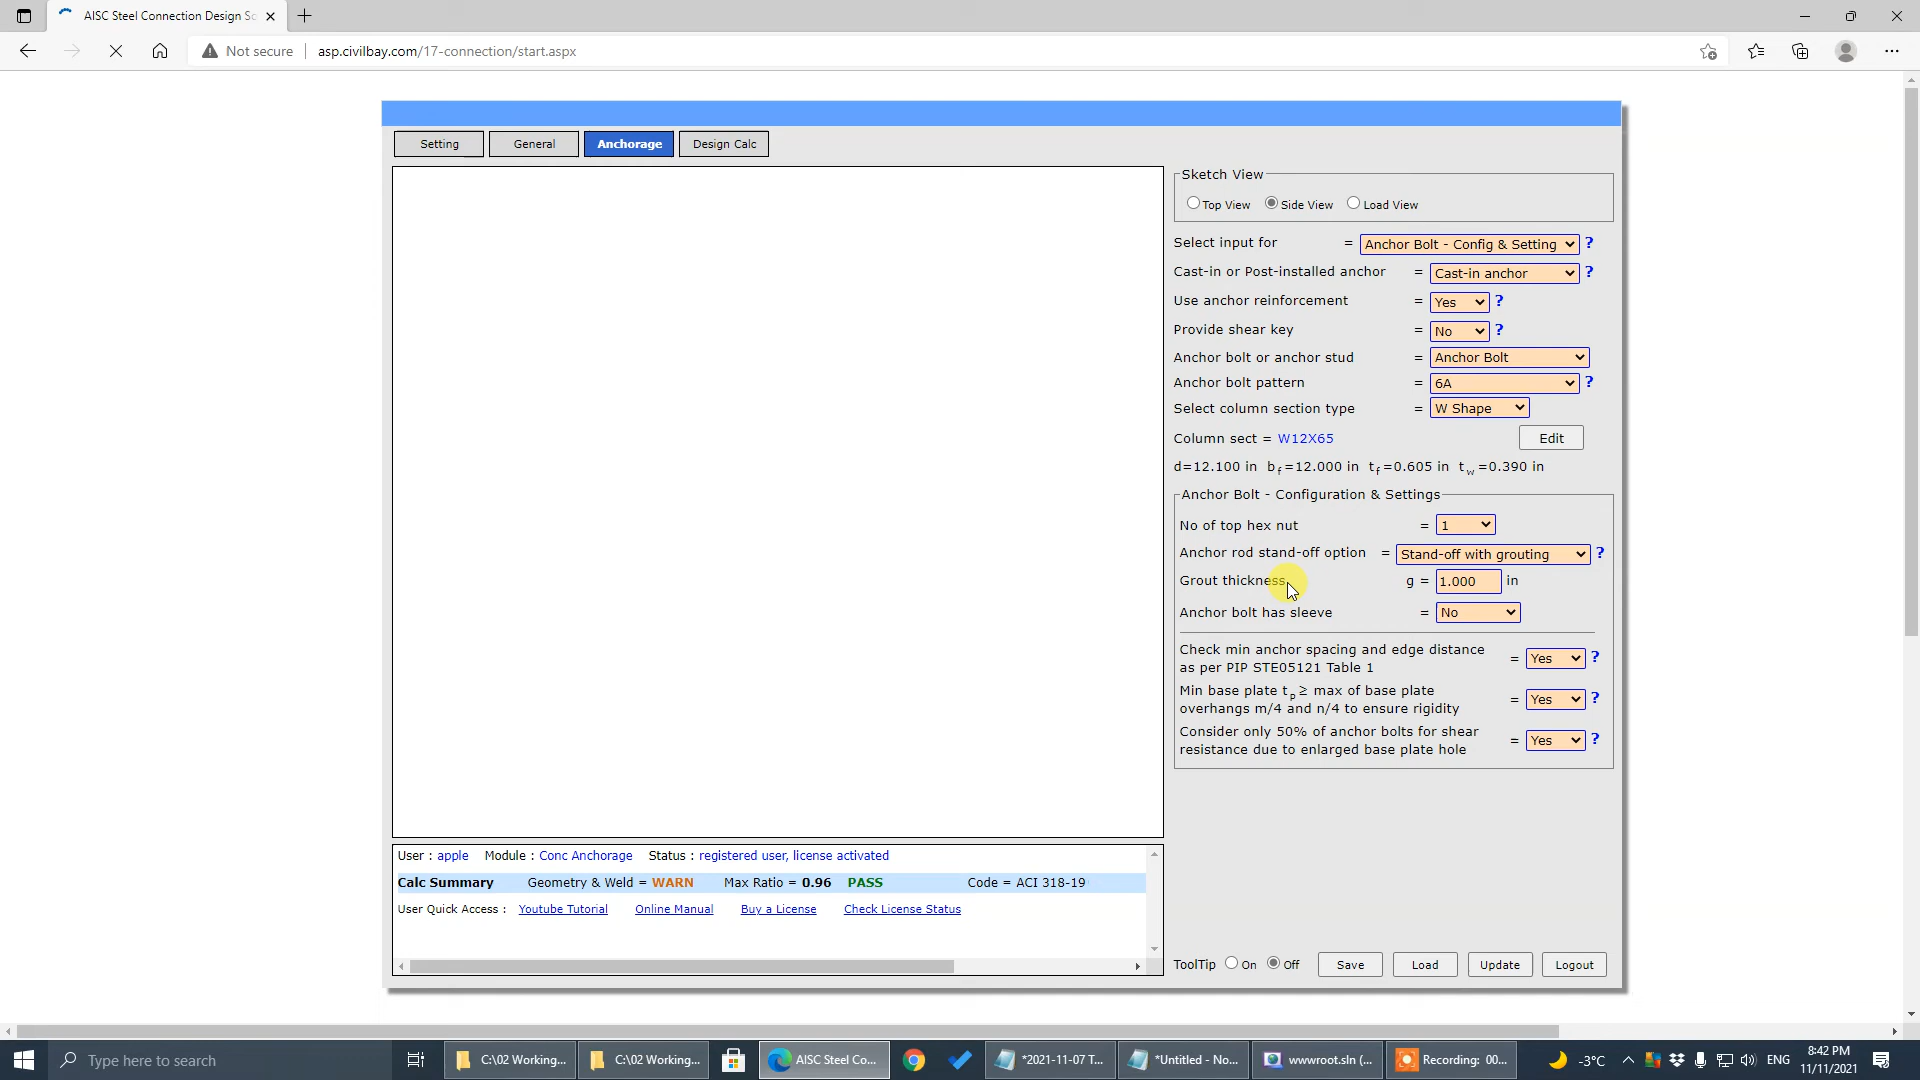 AISC Steel Connection Design So
Not secure
asp.civilbay.com/17-connection/start.aspx
Setting
General
Anchorage
Design Calc
Sketch View
Top View
Side View
Load View
Select input for = Anchor Bolt - Config & Setting ?
Cast-in or Post-installed anchor = Cast-in anchor ?
Use anchor reinforcement = Yes ?
Provide shear key = No ?
Anchor bolt or anchor stud = Anchor Bolt
Anchor bolt pattern = 6A ?
Select column section type = W Shape
Column sect = W12X65 Edit
d=12.100 in bf=12.000 in tf=0.605 in tw=0.390 in
Anchor Bolt - Configuration & Settings
No of top hex nut = 1
Anchor rod stand-off option = Stand-off with grouting ?
Grout thickness g = 1.000 in
Anchor bolt has sleeve = No
Check min anchor spacing and edge distance
as per PIP STE05121 Table 1 = Yes ?
Min base plate tp ≥ max of base plate
overhangs m/4 and n/4 to ensure rigidity = Yes ?
Consider only 50% of anchor bolts for shear
resistance due to enlarged base plate hole = Yes ?
User : apple Module : Conc Anchorage Status : registered user, license activated
Calc Summary Geometry & Weld = WARN Max Ratio = 0.96 PASS Code = ACI 318-19
User Quick Access : Youtube Tutorial Online Manual Buy a License Check License Status
ToolTip On Off Save Load Update Logout
Type here to search
C:\02 Working...
C:\02 Working...
AISC Steel Co...
*2021-11-07 T...
*Untitled - No...
wwwroot.sln (...
Recording: 00...
-3°C
ENG
8:42 PM
11/11/2021